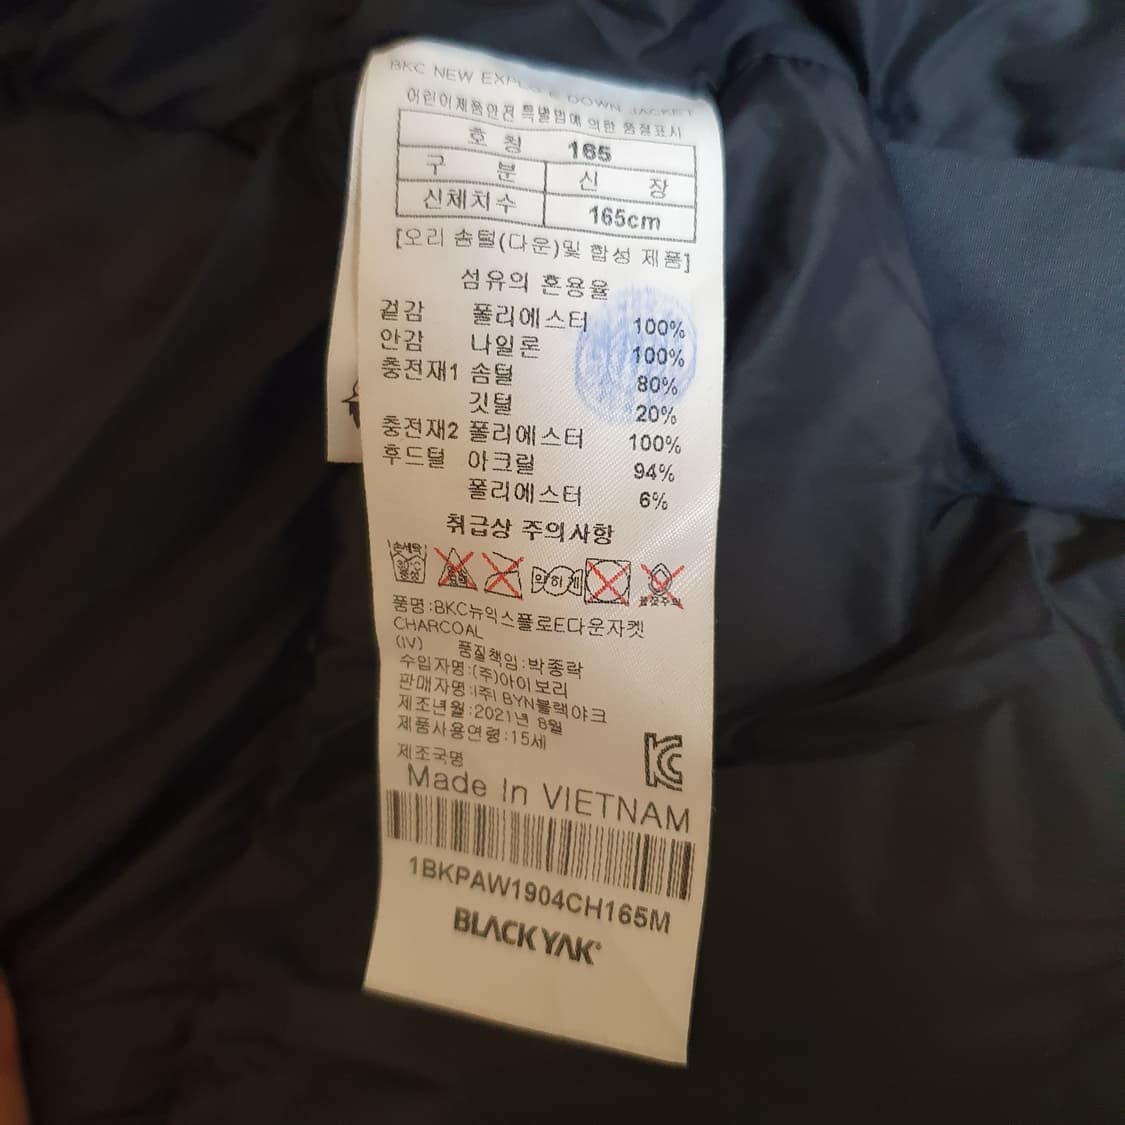 BKC NEW EXPLO E DOWN JACKET
어린이제품안전 특별법에 의한 품질표시
호 칭 165
구 분 신 장
신체치수 165cm
[오리 솜털(다운)및 합성 제품]
섬유의 혼용율
겉감 폴리에스터 100%
안감 나일론 100%
충전재1 솜털 80%
깃털 20%
충전재2 폴리에스터 100%
후드털 아크릴 94%
폴리에스터 6%
취급상 주의사항
손세탁
약하게
품명:BKC뉴익스플로E다운자켓
CHARCOAL
(IV) 품질책임:박종락
수입자명:(주)아이보리
판매자명:(주) BYN블랙야크
제조년월:2021년 8월
제품사용연령:15세
제조국명
Made In VIETNAM
1BKPAW1904CH165M
BLACKYAK